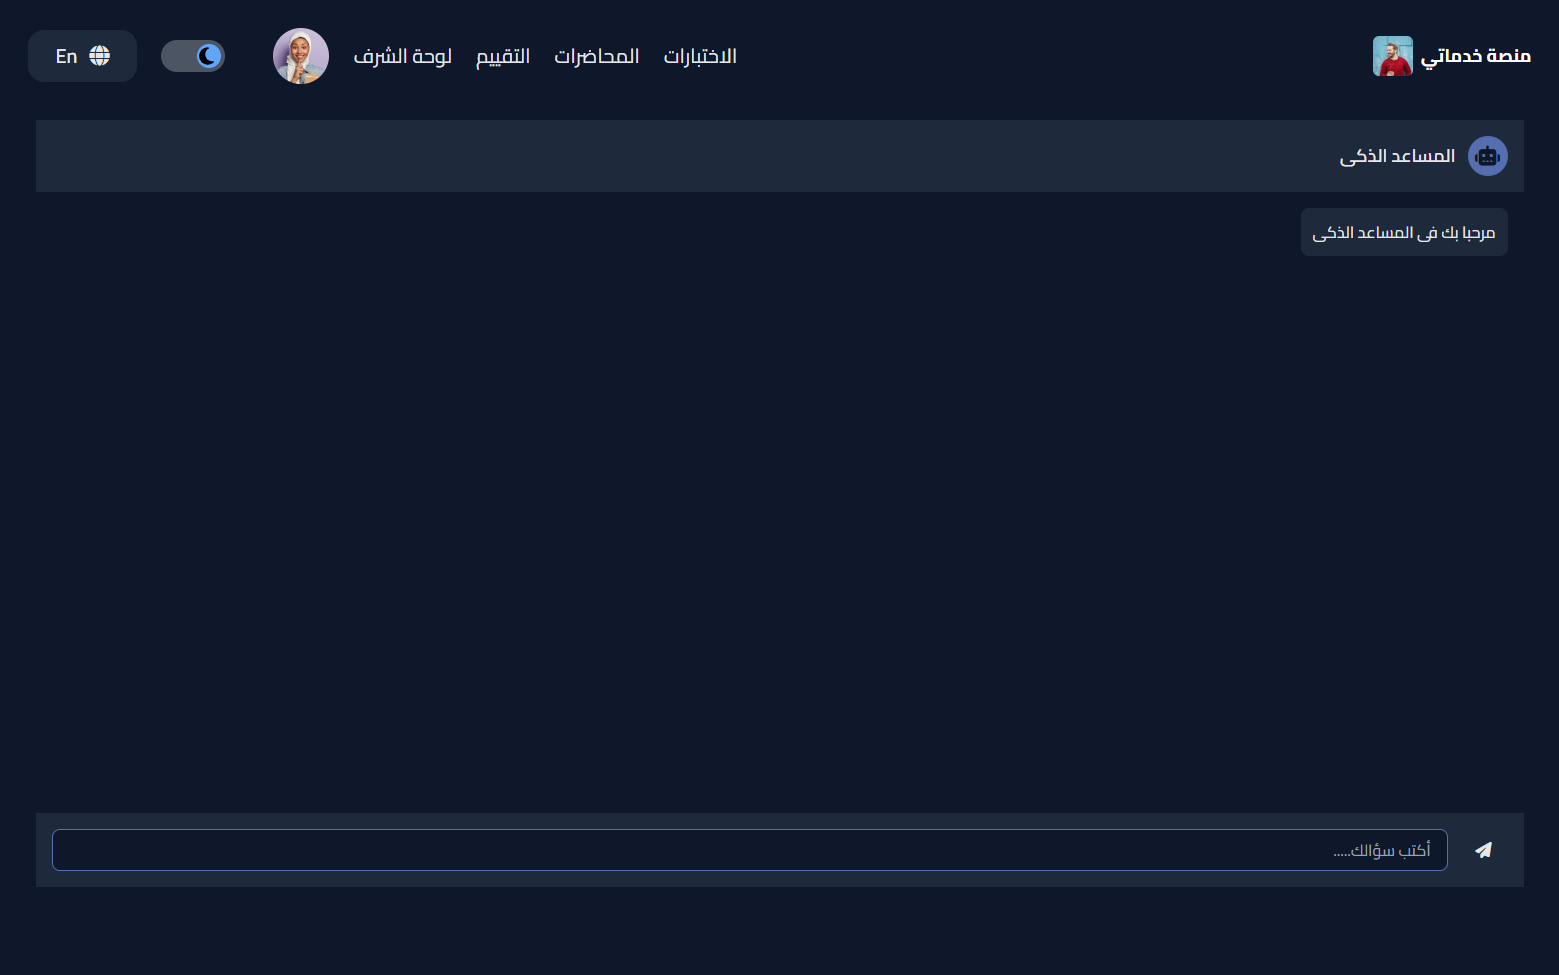 منصة خدماتي
الاختبارات
المحاضرات
التقييم
لوحة الشرف
En
المساعد الذكى
مرحبا بك فى المساعد الذكى
أكتب سؤالك.....